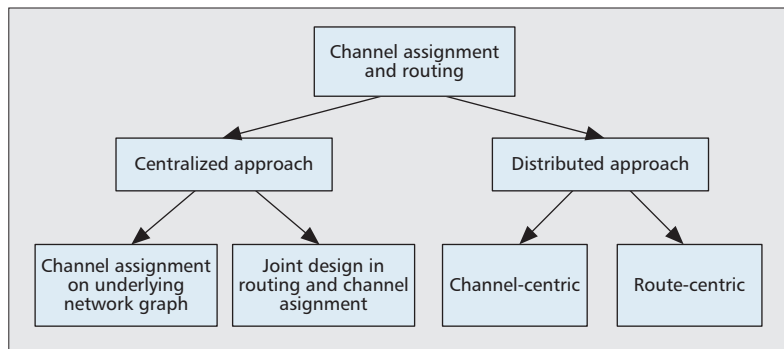 Channel assignment
and routing
Centralized approach
Distributed approach
Channel assignment
on underlying
network graph
Joint design in
routing and channel
asignment
Channel-centric
Route-centric